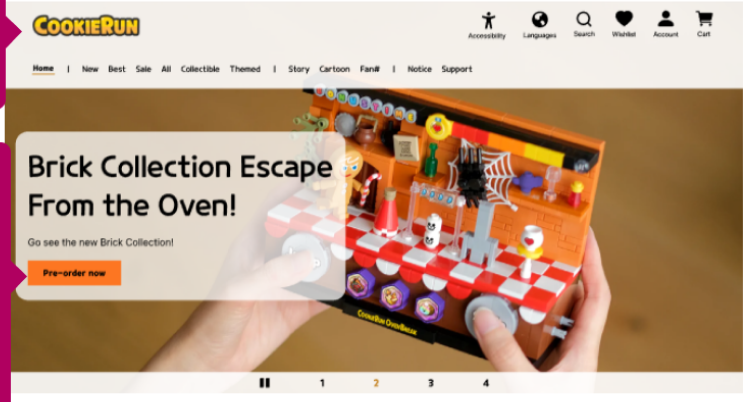 COOKIERUN
Accessibility
Languages
Search
Wishlist
Account
Cart
Home | New Best Sale All Collectible Themed | Story Cartoon Fan# | Notice Support
Brick Collection Escape
From the Oven!
Go see the new Brick Collection!
Pre-order now
COOKIERUN OVERBREAK
1 2 3 4